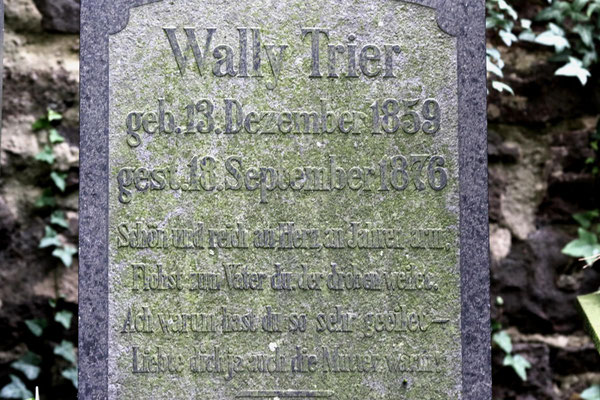 Wally Trier
geb. 13. Dezember 1859
gest. 18. September 1876
Schön und reich an Herz, an Jahren arm,
Flohst zum Vater du, der droben weilet,
Ach warum hast du so sehr geeilet –
Liebte dich ja auch die Mutter warm.